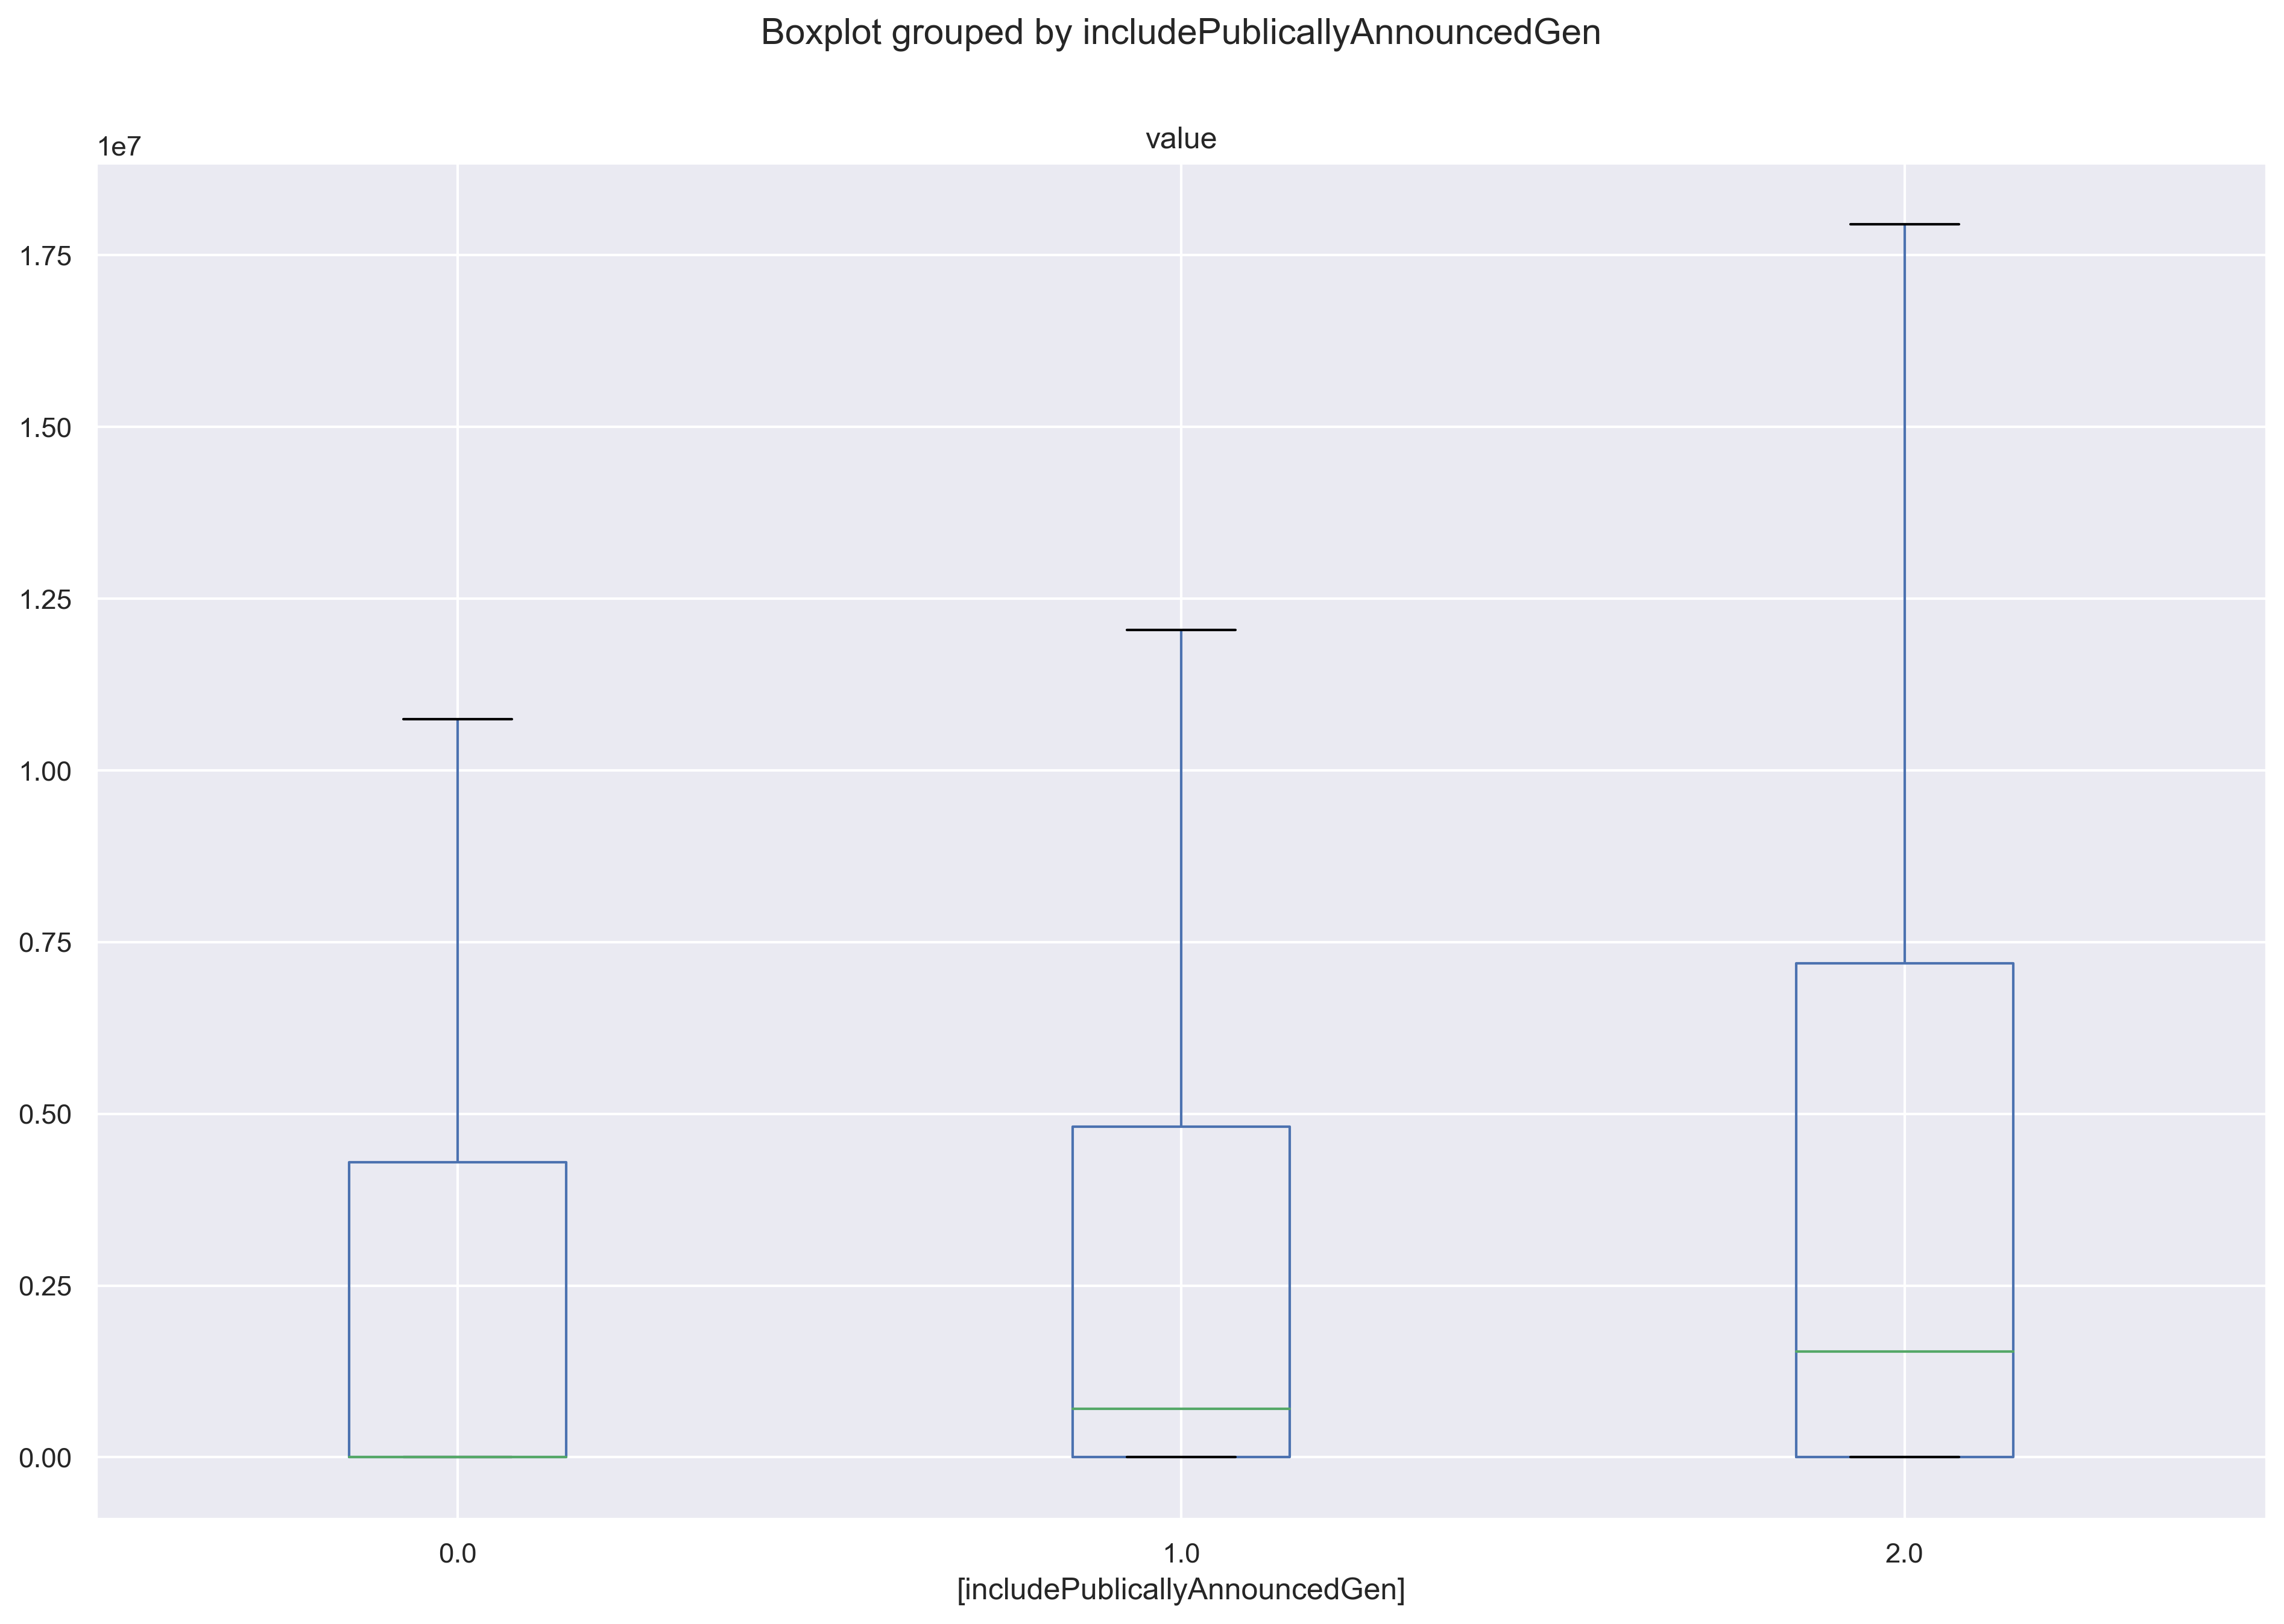 Boxplot grouped by includePublicallyAnnouncedGen
value
1e7
1.75
1.50
1.25
1.00
0.75
0.50
0.25
0.00
0.0 1.0 2.0
[includePublicallyAnnouncedGen]